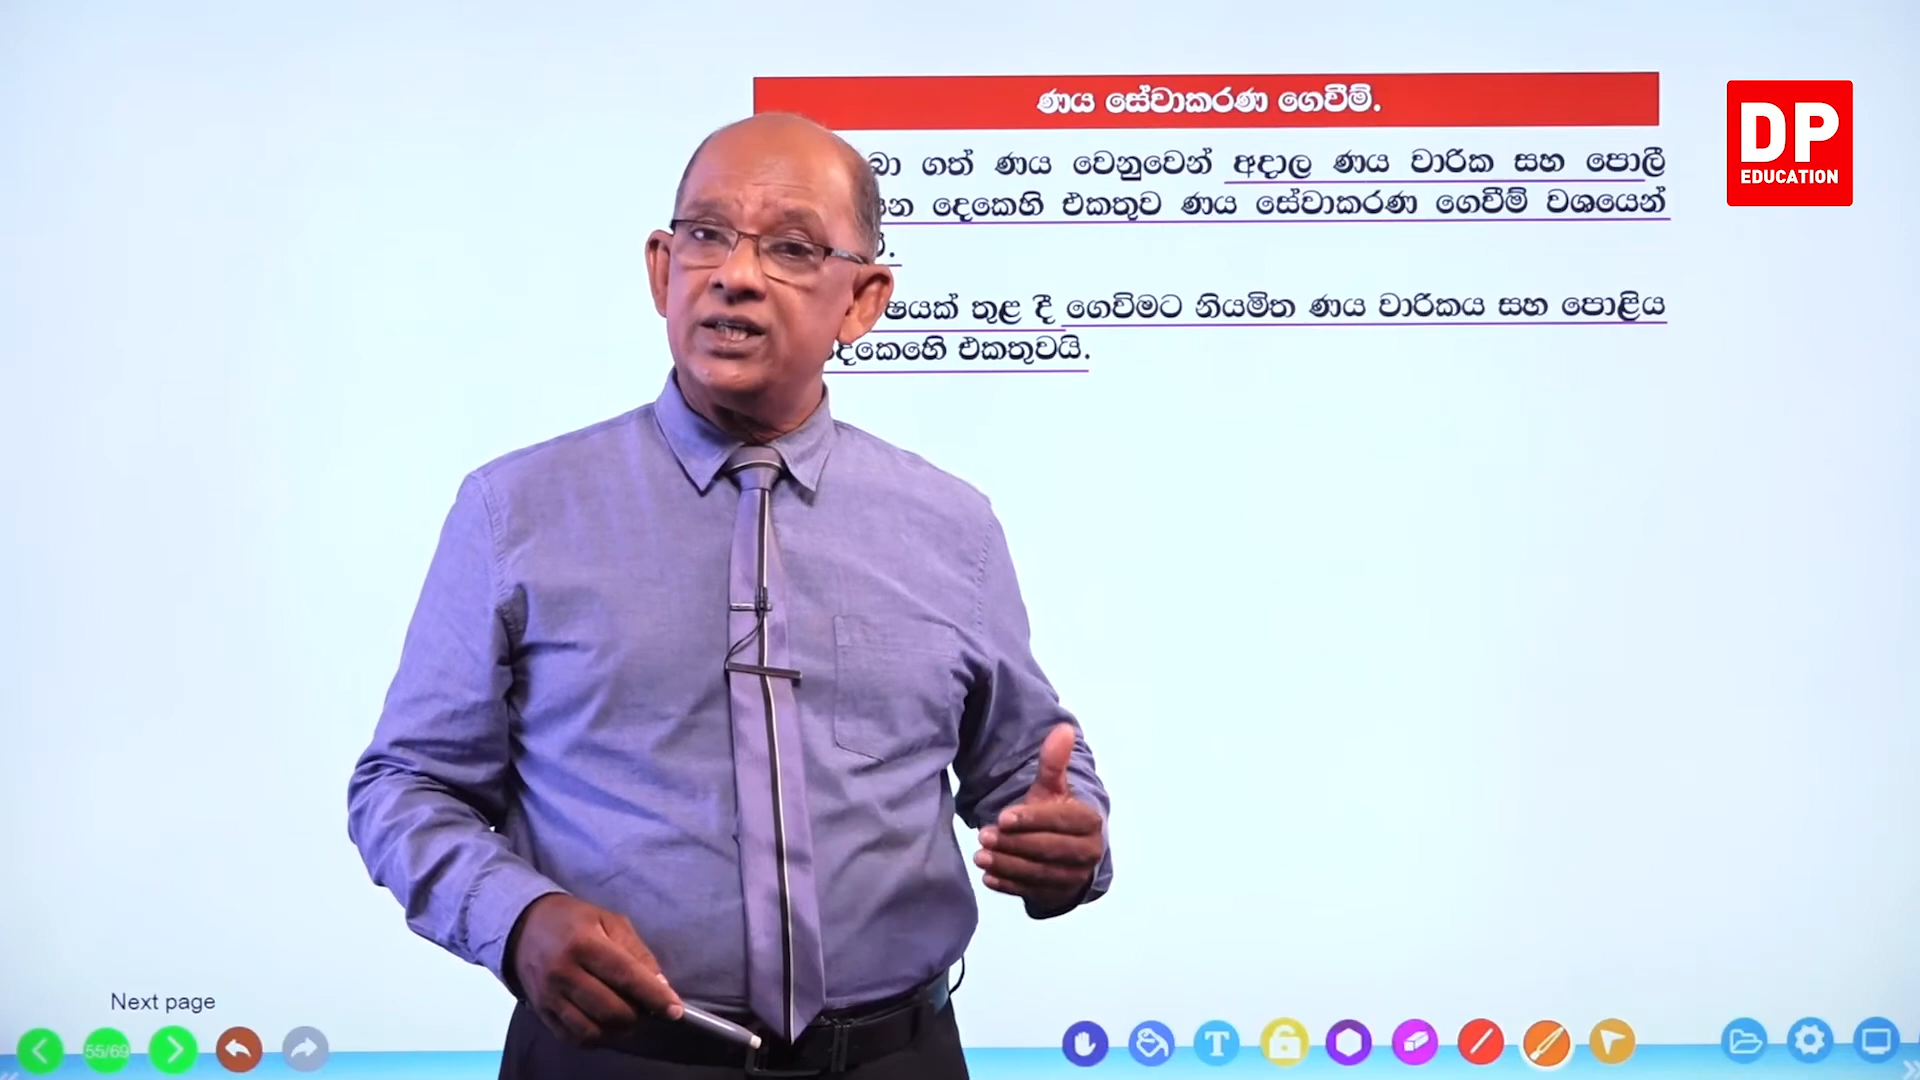 ණය සේවාකරණ ගෙවීම්.
ගත් ණය වෙනුවෙන් අදාල ණය වාරික සහ පොලී
දෙකෙහි එකතුව ණය සේවාකරණ ගෙවීම් වශයෙන්
තුළ දී ගෙවිමට නියමිත ණය වාරිකය සහ පොළිය
දෙකෙහි එකතුවයි.
DP
EDUCATION
Next page
55/69